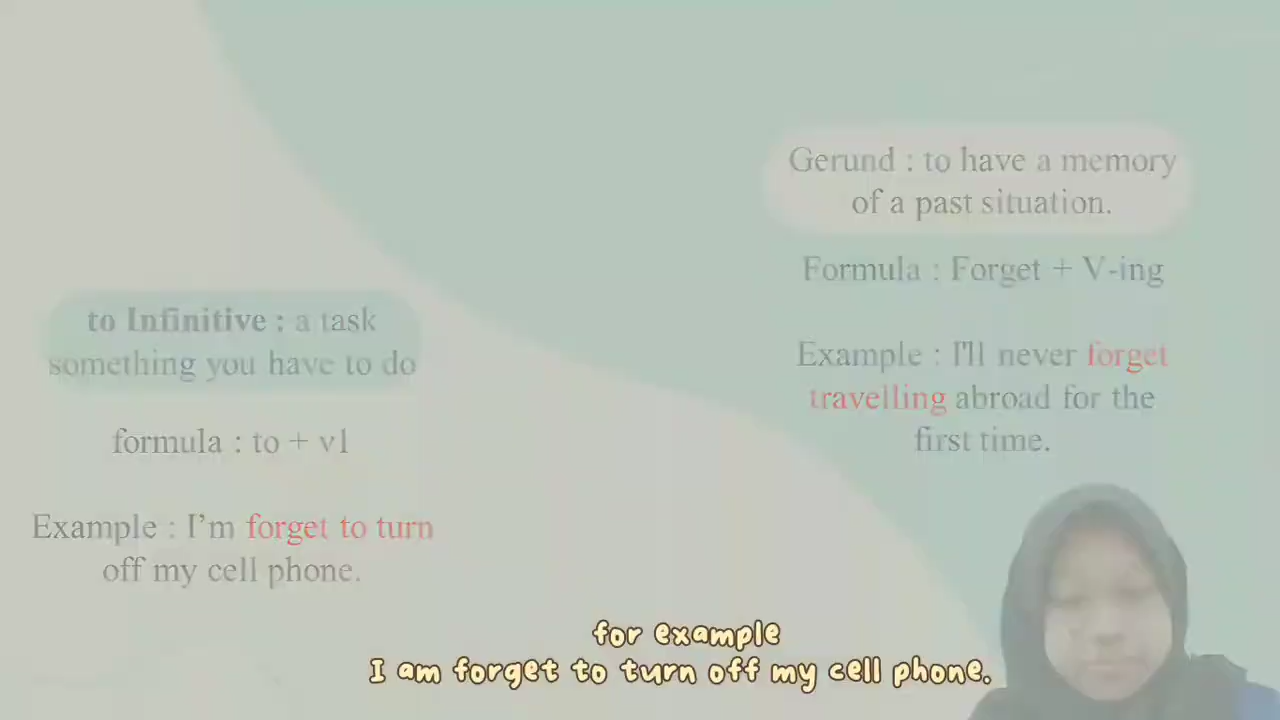 to Infinitive : a task
something you have to do
formula : to + v1
Example : I’m forget to turn
off my cell phone.
Gerund : to have a memory
of a past situation.
Formula : Forget + V-ing
Example : I'll never forget
travelling abroad for the
first time.
for example
I am forget to turn off my cell phone.